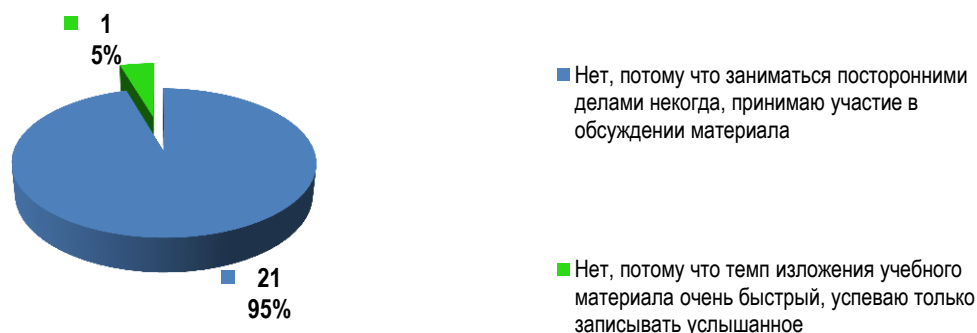 1
5%
21
95%
Нет, потому что заниматься посторонними
делами некогда, принимаю участие в
обсуждении материала
Нет, потому что темп изложения учебного
материала очень быстрый, успеваю только
записывать услышанное